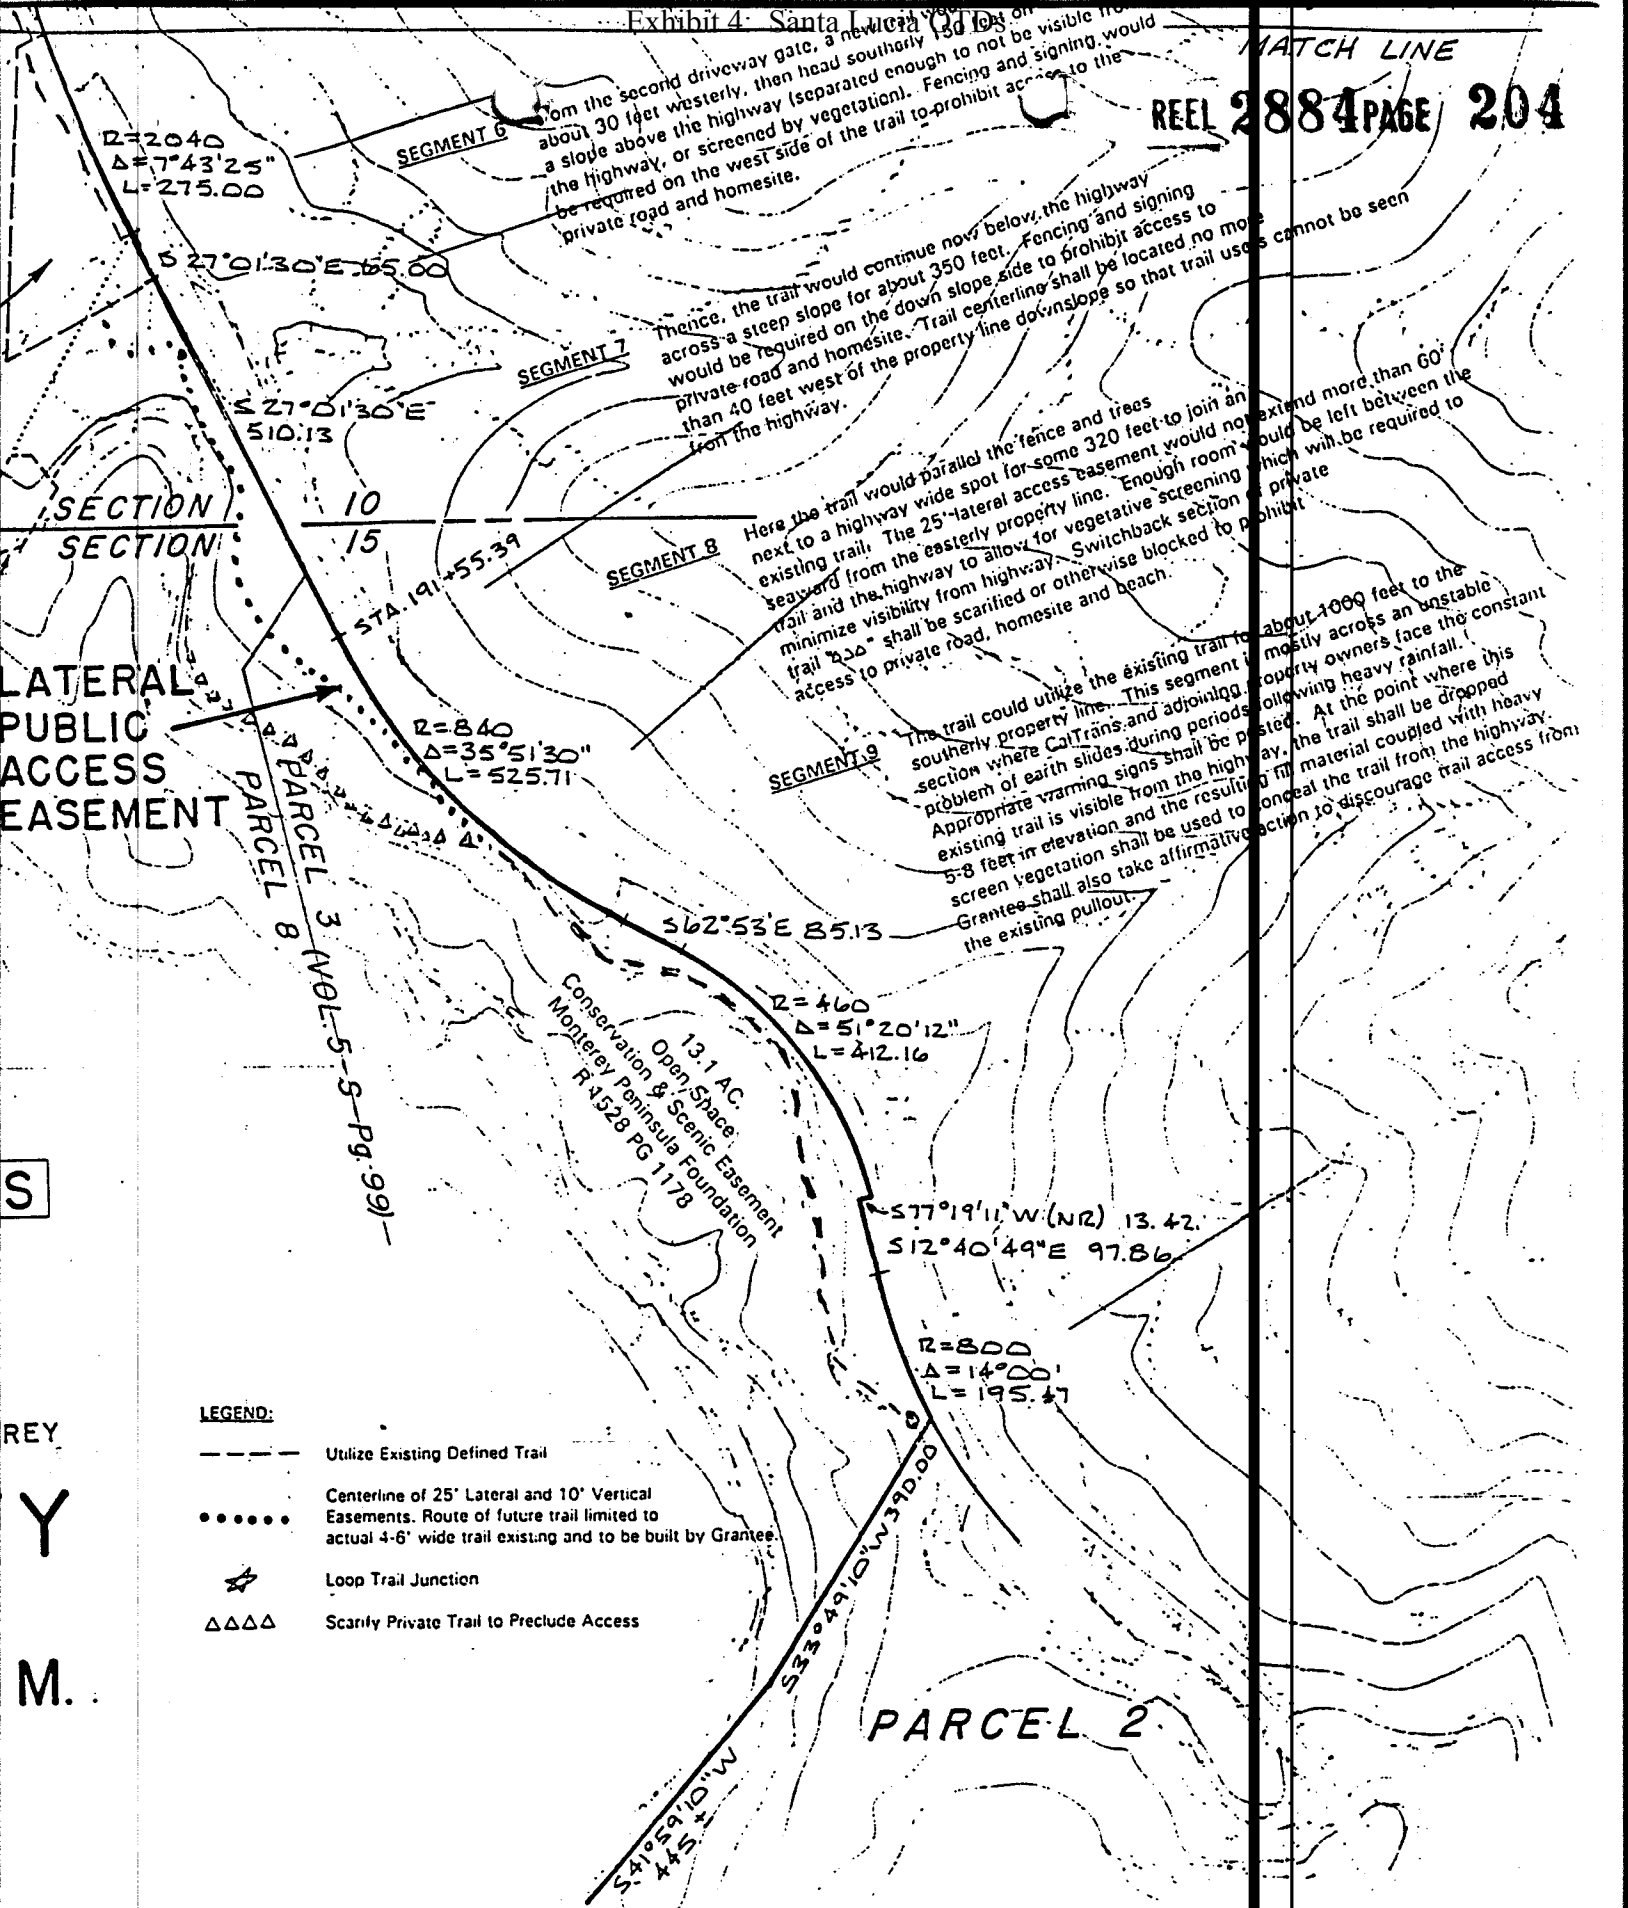 Exhibit 4: Santa Lucia OTDs
MATCH LINE
REEL 2884 PAGE 204
SEGMENT 6
om the second driveway gate, a new trail
about 30 feet westerly, then head southerly 150 feet on
a slope above the highway (separated enough to not be visible from
the highway, or screened by vegetation). Fencing and signing would
be required on the west side of the trail to prohibit access to the
private road and homesite.
R=2040
Δ=7°43'25"
L=275.00
S 27°01'30"E 65.00
SEGMENT 7
Thence, the trail would continue now below the highway
across a steep slope for about 350 feet. Fencing and signing
would be required on the down slope side to prohibit access to
private road and homesite. Trail centerline shall be located no more
than 40 feet west of the property line downslope so that trail users cannot be seen
from the highway.
S 27°01'30"E
510.13
SECTION 10
SECTION 15
STA. 191+55.39
SEGMENT 8
Here the trail would parallel the fence and trees
next to a highway wide spot for some 320 feet to join an
existing trail. The 25' lateral access easement would not extend more than 60'
seaward from the easterly property line. Enough room would be left between the
trail and the highway to allow for vegetative screening which will be required to
minimize visibility from highway. Switchback section of private
trail "ΔΔΔ" shall be scarified or otherwise blocked to prohibit
access to private road, homesite and beach.
LATERAL
PUBLIC
ACCESS
EASEMENT
R=840
Δ=35°51'30"
L=525.71
SEGMENT 9
The trail could utilize the existing trail for about 1000 feet to the
southerly property line. This segment is mostly across an unstable
section where CalTrans and adjoining property owners face the constant
problem of earth slides during periods following heavy rainfall.
Appropriate warning signs shall be posted. At the point where this
existing trail is visible from the highway, the trail shall be dropped
5-8 feet in elevation and the resulting fill material coupled with heavy
screen vegetation shall be used to conceal the trail from the highway.
Grantee shall also take affirmative action to discourage trail access from
the existing pullout.
PARCEL 3 (VOL. 5-S-Pg. 99)
PARCEL 8
S62°53'E 85.13
R=460
Δ=51°20'12"
L=412.16
13.1 AC.
Open Space
Conservation & Scenic Easement
Monterey Peninsula Foundation
R 1528 PG 1178
S
S77°19'11"W (NR) 13.42
S12°40'49"E 97.86
R=800
Δ=14°00'
L=195.47
REY
Y
M.
LEGEND:
Utilize Existing Defined Trail
Centerline of 25' Lateral and 10' Vertical
Easements. Route of future trail limited to
actual 4-6' wide trail existing and to be built by Grantee.
Loop Trail Junction
ΔΔΔΔ Scarify Private Trail to Preclude Access
S33°49'10"W 390.00
PARCEL 2
S41°59'10"W
445 ±